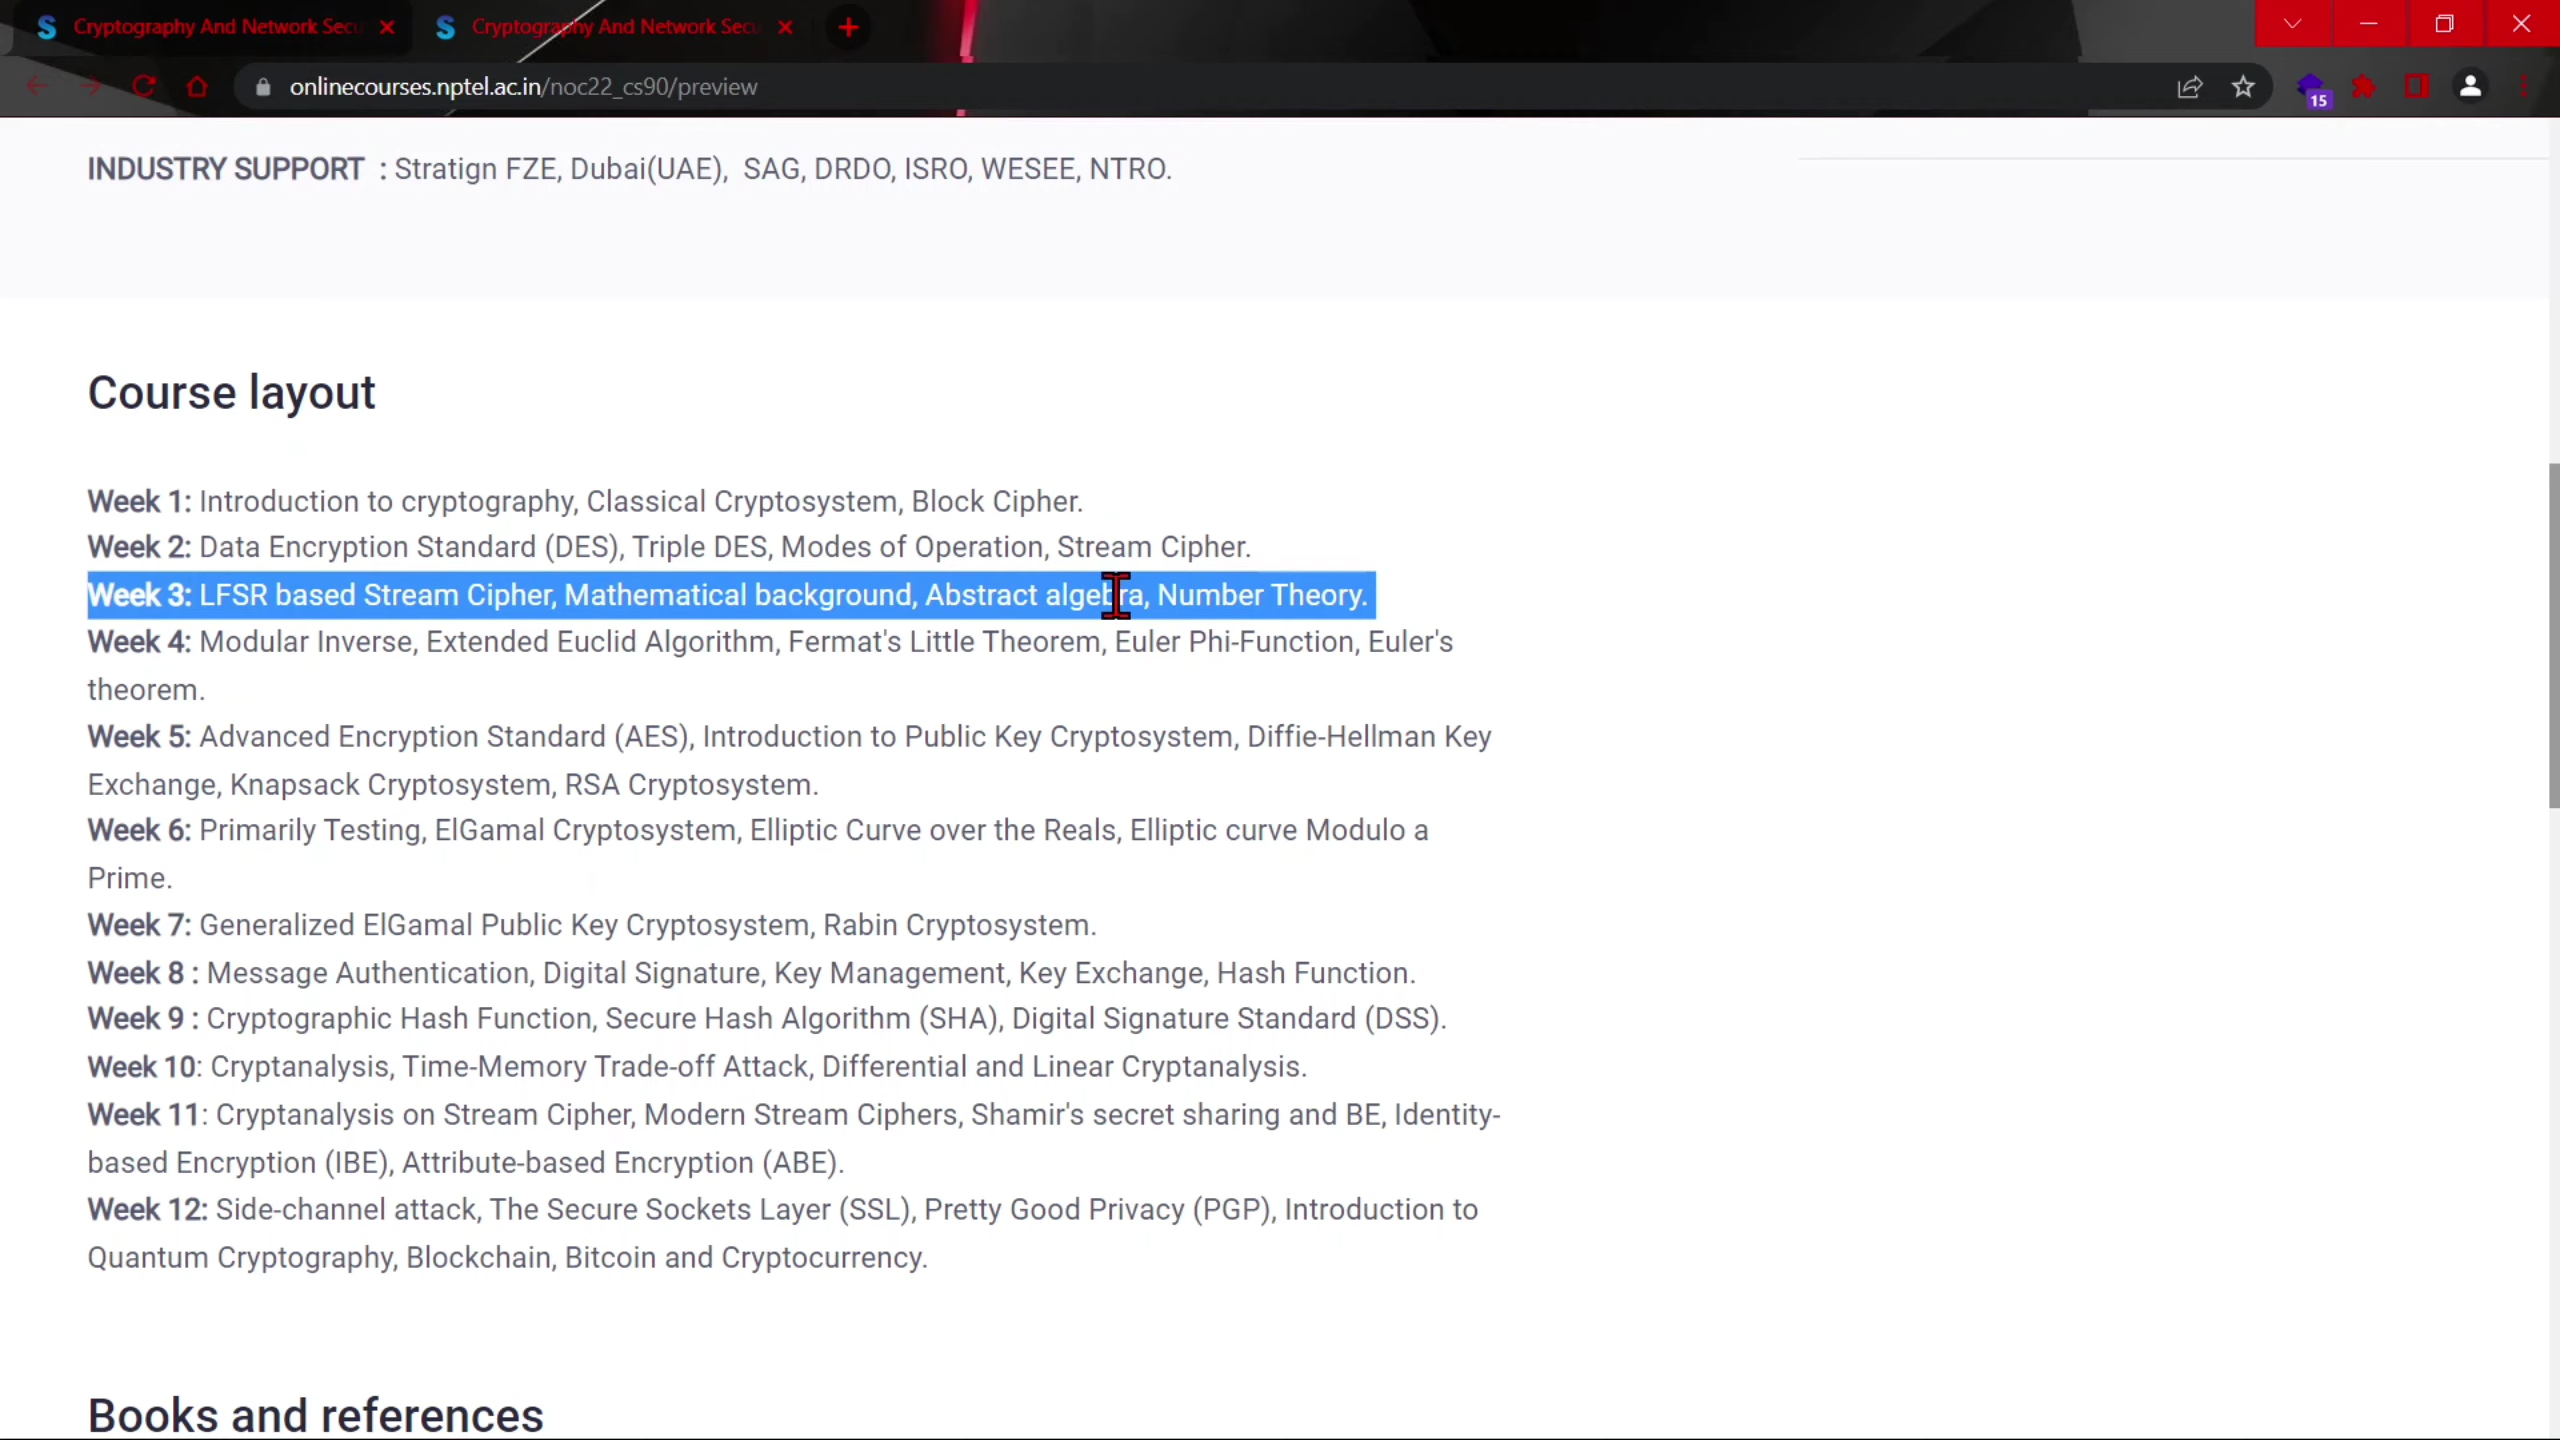 Cryptography And Network Secu
Cryptography And Network Secu
onlinecourses.nptel.ac.in/noc22_cs90/preview
15
INDUSTRY SUPPORT : Stratign FZE, Dubai(UAE), SAG, DRDO, ISRO, WESEE, NTRO.
Course layout
Week 1: Introduction to cryptography, Classical Cryptosystem, Block Cipher.
Week 2: Data Encryption Standard (DES), Triple DES, Modes of Operation, Stream Cipher.
Week 3: LFSR based Stream Cipher, Mathematical background, Abstract algebra, Number Theory.
Week 4: Modular Inverse, Extended Euclid Algorithm, Fermat's Little Theorem, Euler Phi-Function, Euler's
theorem.
Week 5: Advanced Encryption Standard (AES), Introduction to Public Key Cryptosystem, Diffie-Hellman Key
Exchange, Knapsack Cryptosystem, RSA Cryptosystem.
Week 6: Primarily Testing, ElGamal Cryptosystem, Elliptic Curve over the Reals, Elliptic curve Modulo a
Prime.
Week 7: Generalized ElGamal Public Key Cryptosystem, Rabin Cryptosystem.
Week 8 : Message Authentication, Digital Signature, Key Management, Key Exchange, Hash Function.
Week 9 : Cryptographic Hash Function, Secure Hash Algorithm (SHA), Digital Signature Standard (DSS).
Week 10: Cryptanalysis, Time-Memory Trade-off Attack, Differential and Linear Cryptanalysis.
Week 11: Cryptanalysis on Stream Cipher, Modern Stream Ciphers, Shamir's secret sharing and BE, Identity-
based Encryption (IBE), Attribute-based Encryption (ABE).
Week 12: Side-channel attack, The Secure Sockets Layer (SSL), Pretty Good Privacy (PGP), Introduction to
Quantum Cryptography, Blockchain, Bitcoin and Cryptocurrency.
Books and references